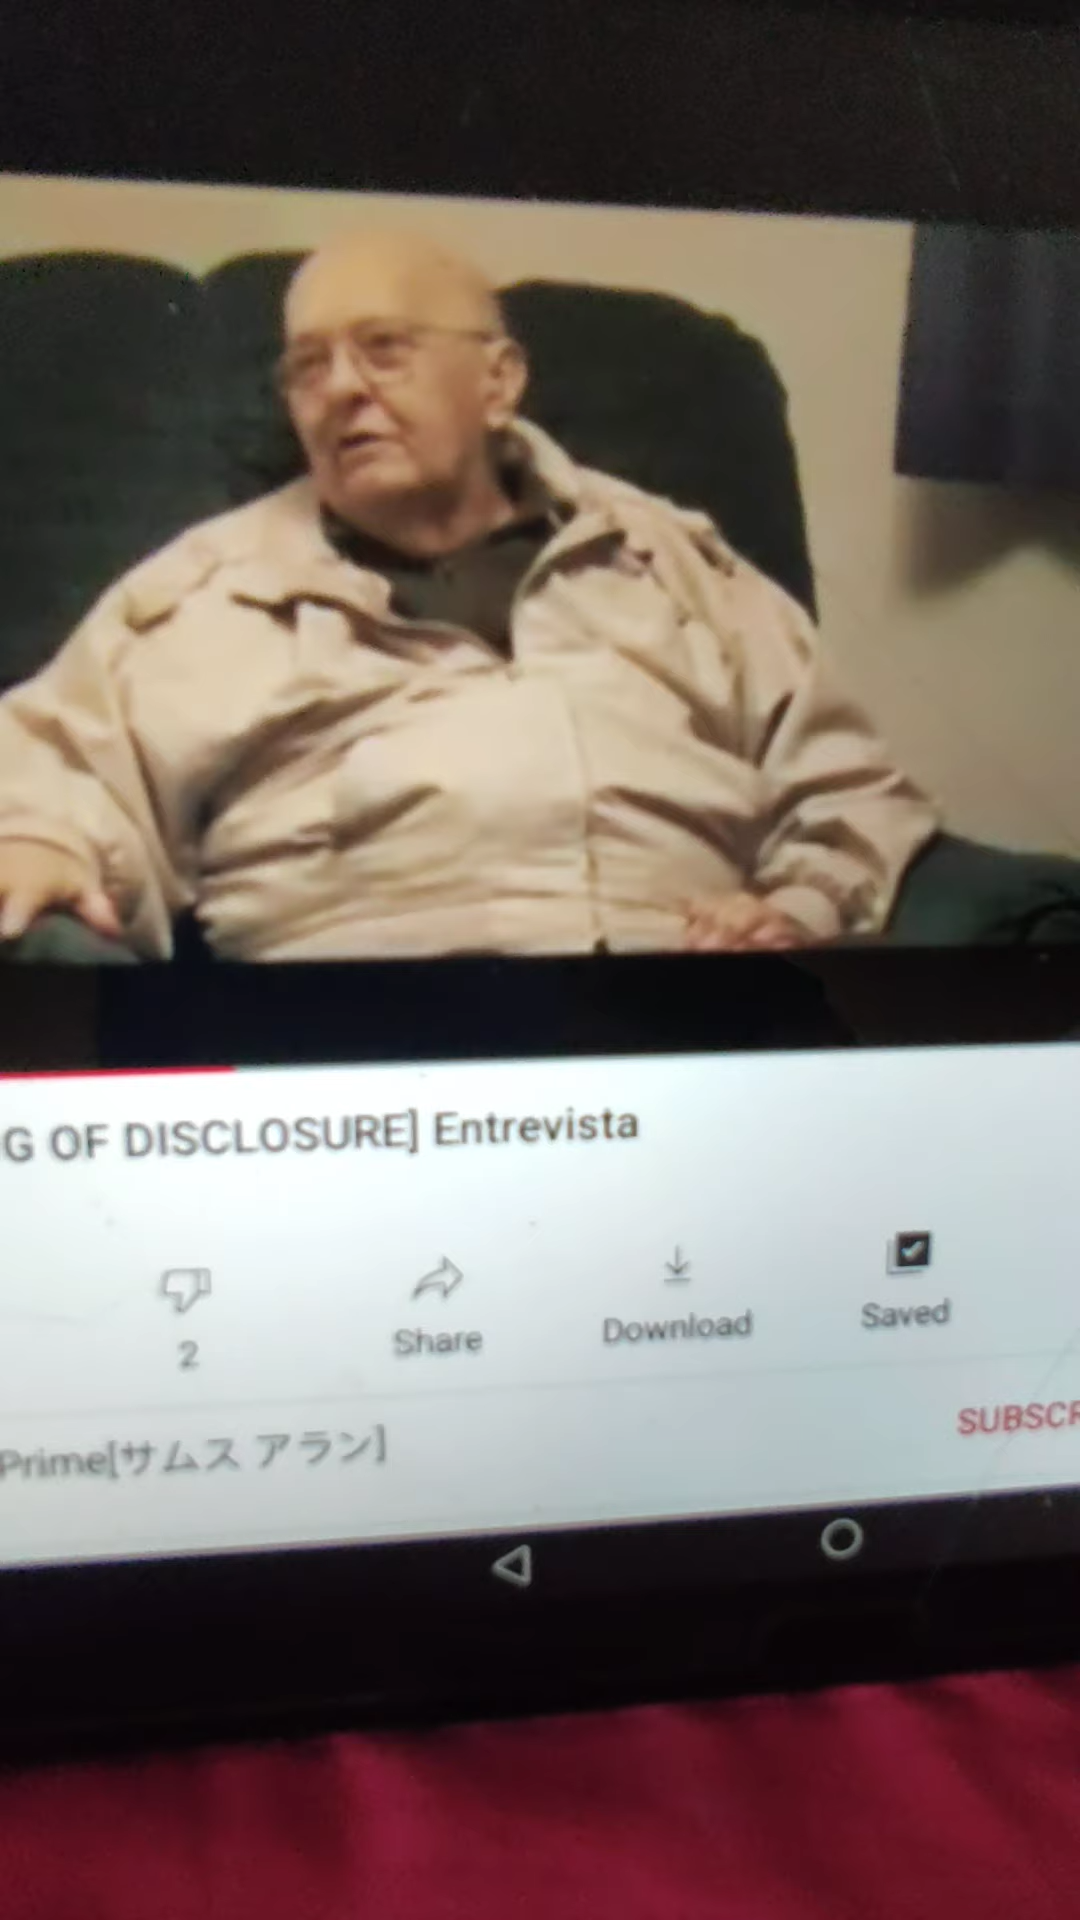 G OF DISCLOSURE] Entrevista
2
Share
Download
Saved
Prime[サムス アラン]
SUBSCR